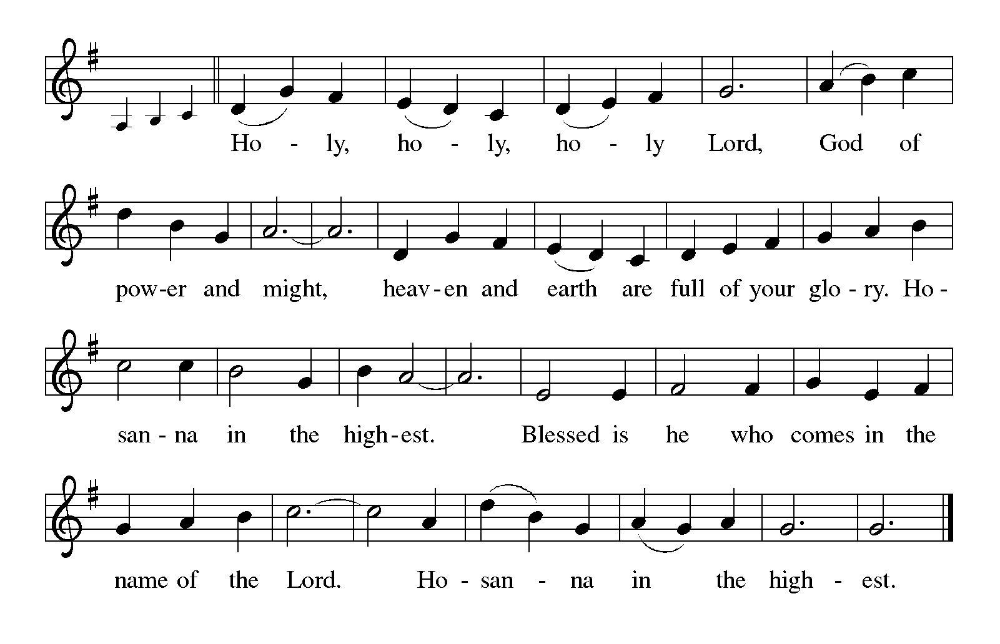 Ho - ly, ho - ly, ho - ly Lord, God of
pow-er and might, heav-en and earth are full of your glo - ry. Ho -
san - na in the high-est. Blessed is he who comes in the
name of the Lord. Ho - san - na in the high - est.